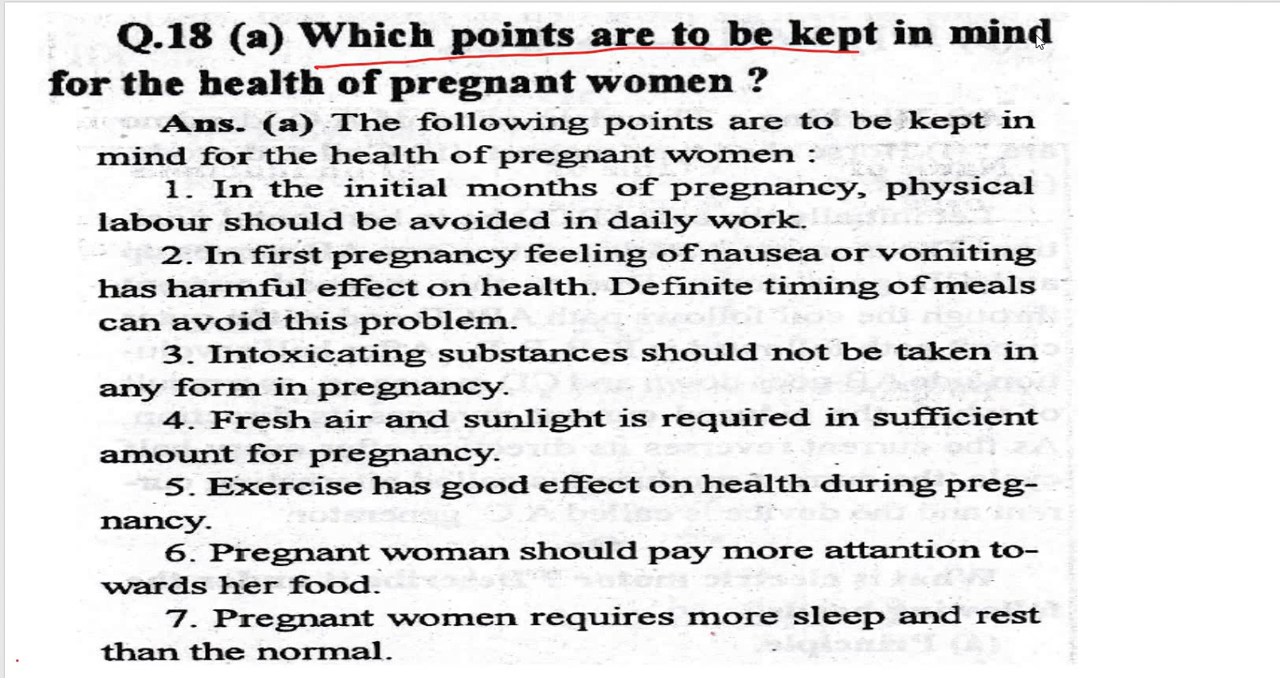 Q.18 (a) Which points are to be kept in mind
for the health of pregnant women ?
Ans. (a) The following points are to be kept in
mind for the health of pregnant women :
1. In the initial months of pregnancy, physical
labour should be avoided in daily work.
2. In first pregnancy feeling of nausea or vomiting
has harmful effect on health. Definite timing of meals
can avoid this problem.
3. Intoxicating substances should not be taken in
any form in pregnancy.
4. Fresh air and sunlight is required in sufficient
amount for pregnancy.
5. Exercise has good effect on health during preg-
nancy.
6. Pregnant woman should pay more attantion to-
wards her food.
7. Pregnant women requires more sleep and rest
than the normal.